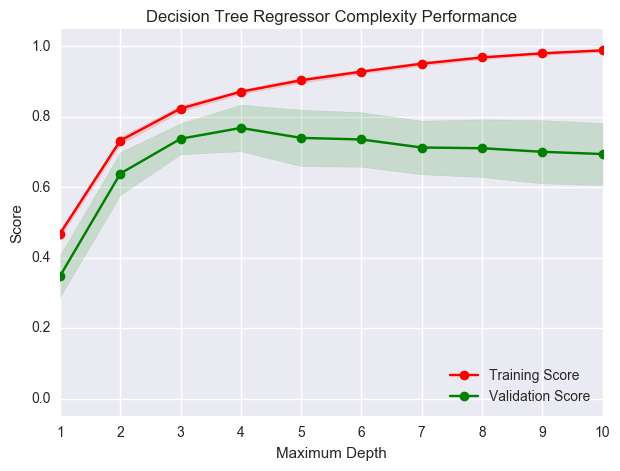 Decision Tree Regressor Complexity Performance
1.0
0.8
0.6
0.4
0.2
0.0
Score
1 2 3 4 5 6 7 8 9 10
Maximum Depth
Training Score
Validation Score